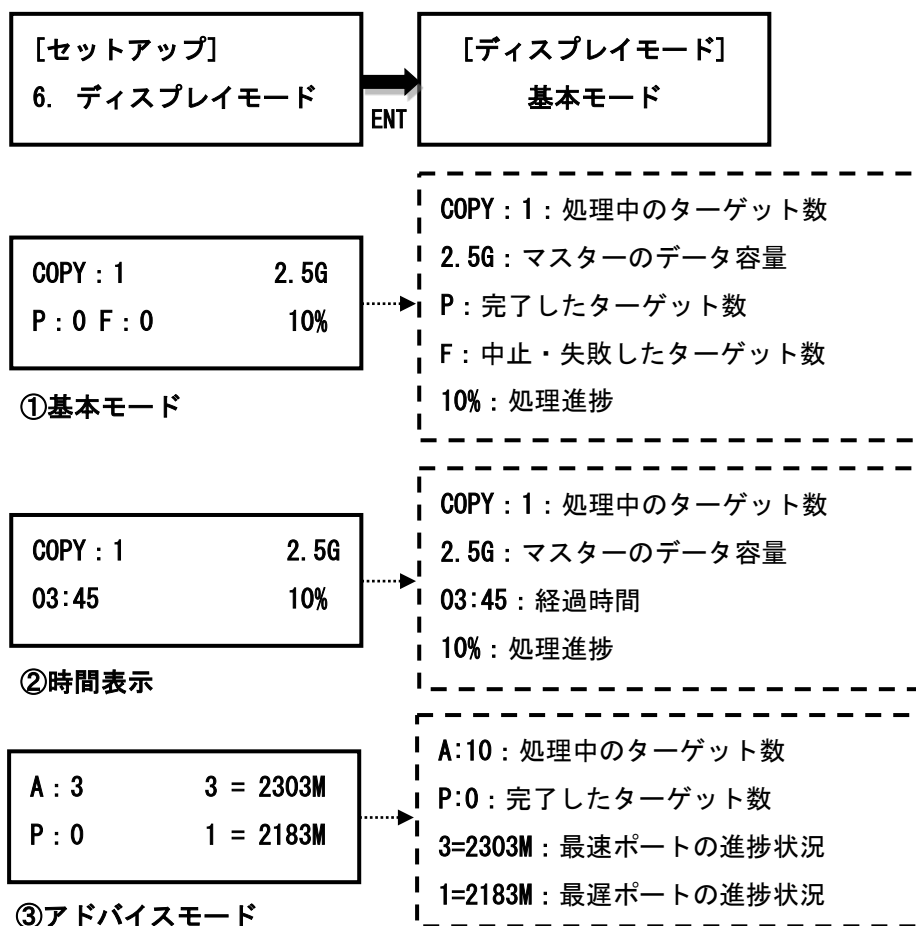 [セットアップ]
6. ディスプレイモード
ENT
[ディスプレイモード]
基本モード
COPY：1 2.5G
P：0 F：0 10%
①基本モード
COPY：1：処理中のターゲット数
2.5G：マスターのデータ容量
P：完了したターゲット数
F：中止・失敗したターゲット数
10%：処理進捗
COPY：1 2.5G
03:45 10%
②時間表示
COPY：1：処理中のターゲット数
2.5G：マスターのデータ容量
03:45：経過時間
10%：処理進捗
A：3 3 = 2303M
P：0 1 = 2183M
③アドバイスモード
A:10：処理中のターゲット数
P:0：完了したターゲット数
3=2303M：最速ポートの進捗状況
1=2183M：最遅ポートの進捗状況